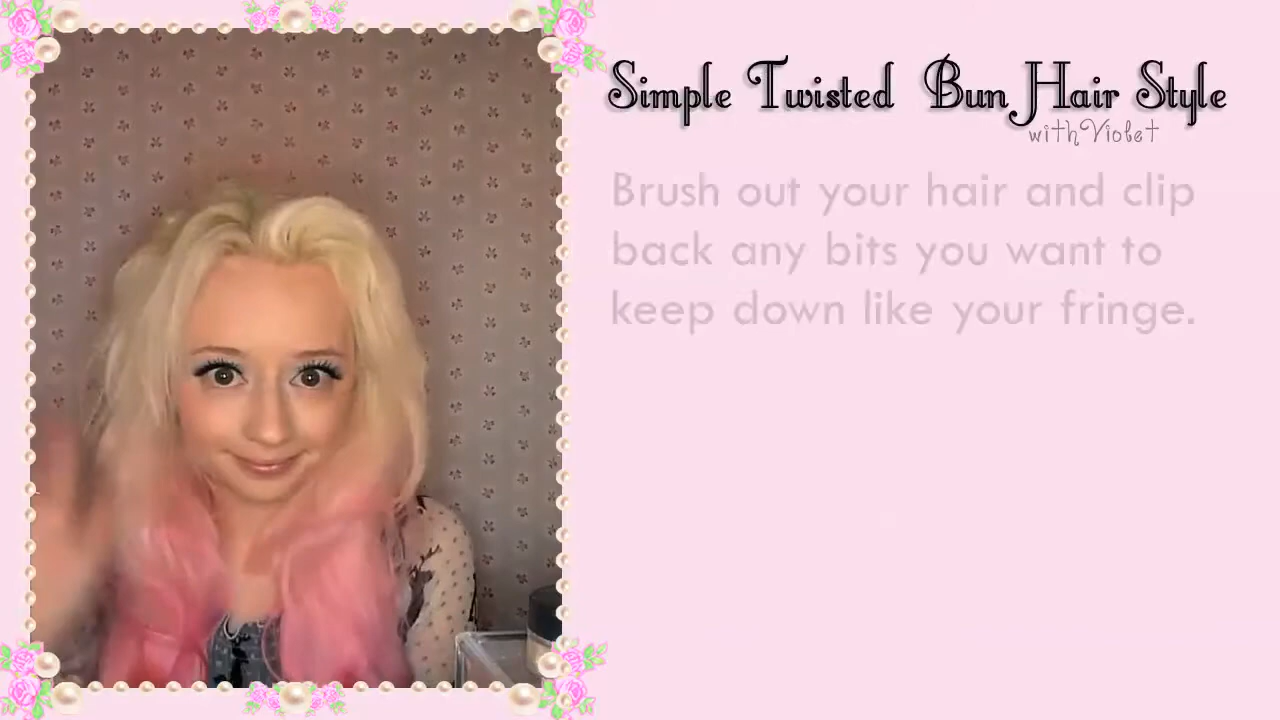 Simple Twisted Bun Hair Style
with Violet
Brush out your hair and clip
back any bits you want to
keep down like your fringe.